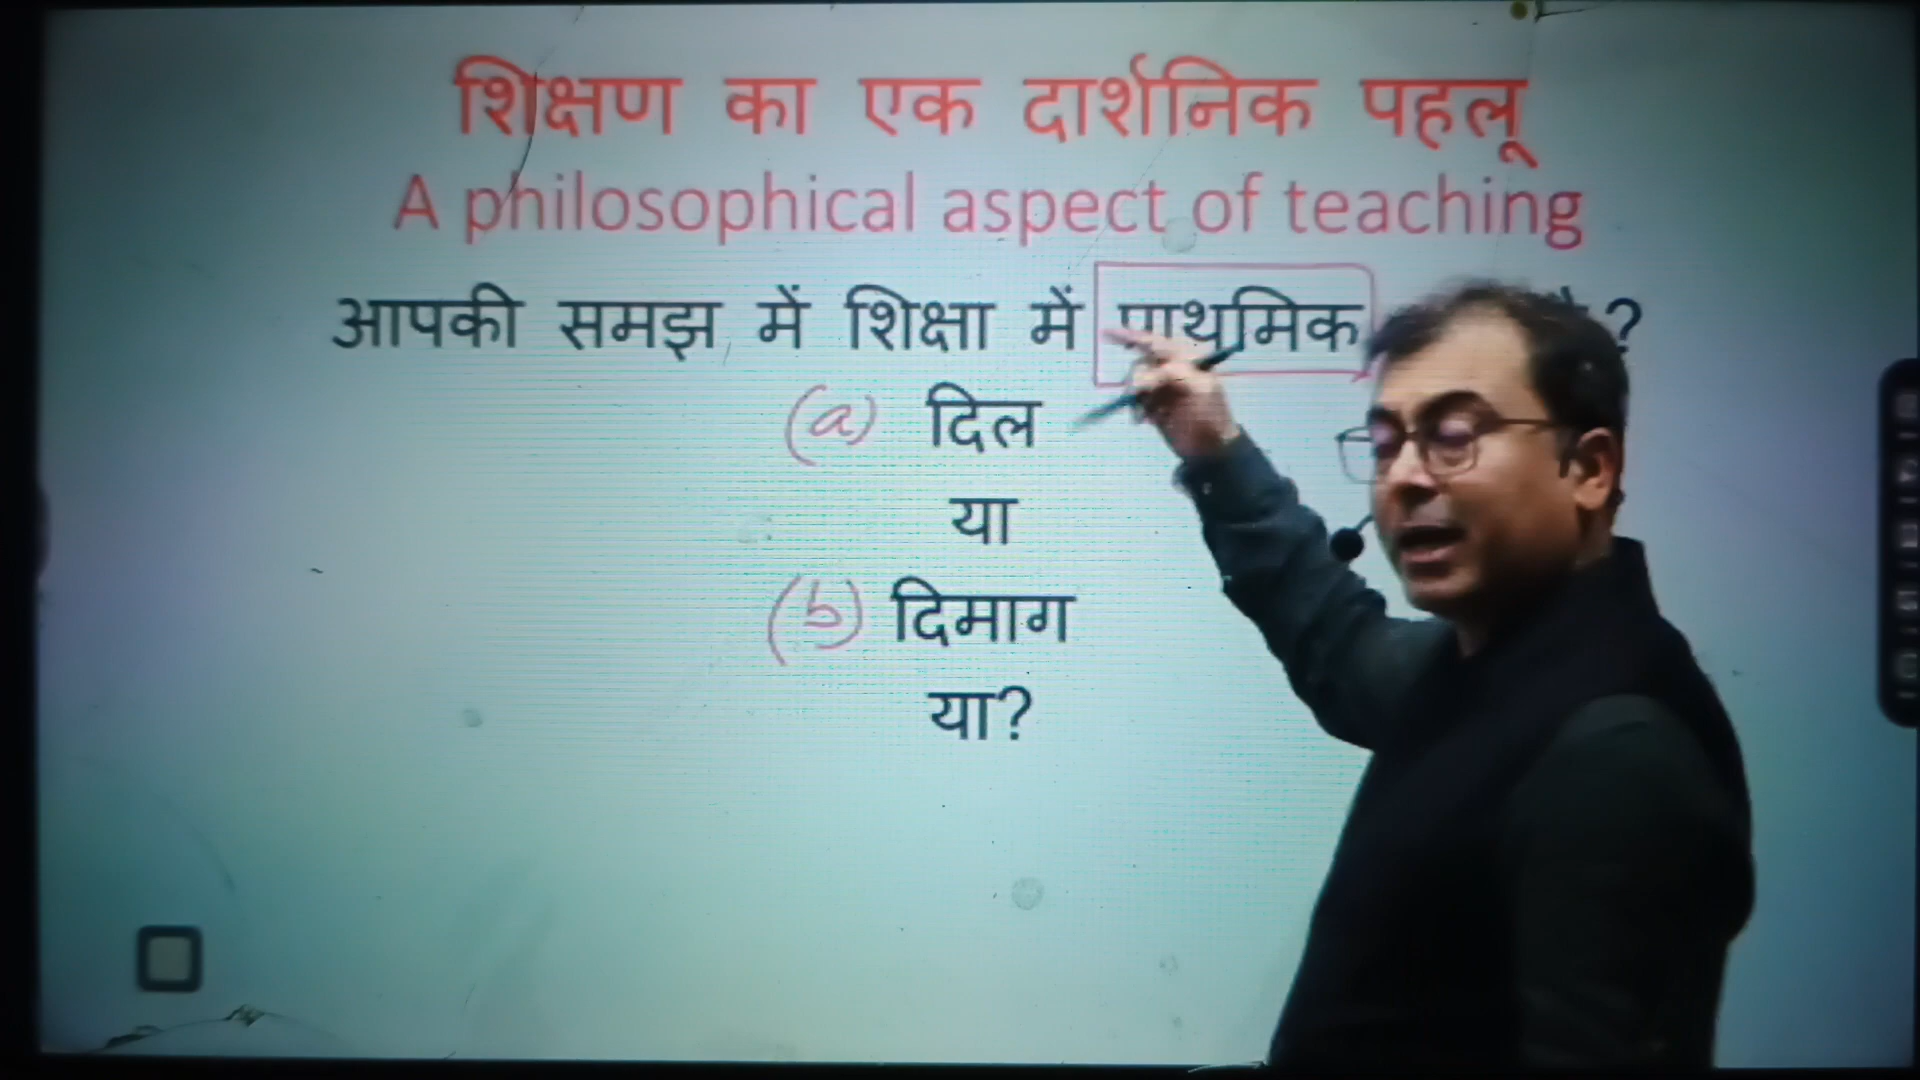 शिक्षण का एक दार्शनिक पहलू
A philosophical aspect of teaching
आपकी समझ में शिक्षा में प्राथमिक ?
(a) दिल
या
(b) दिमाग
या?